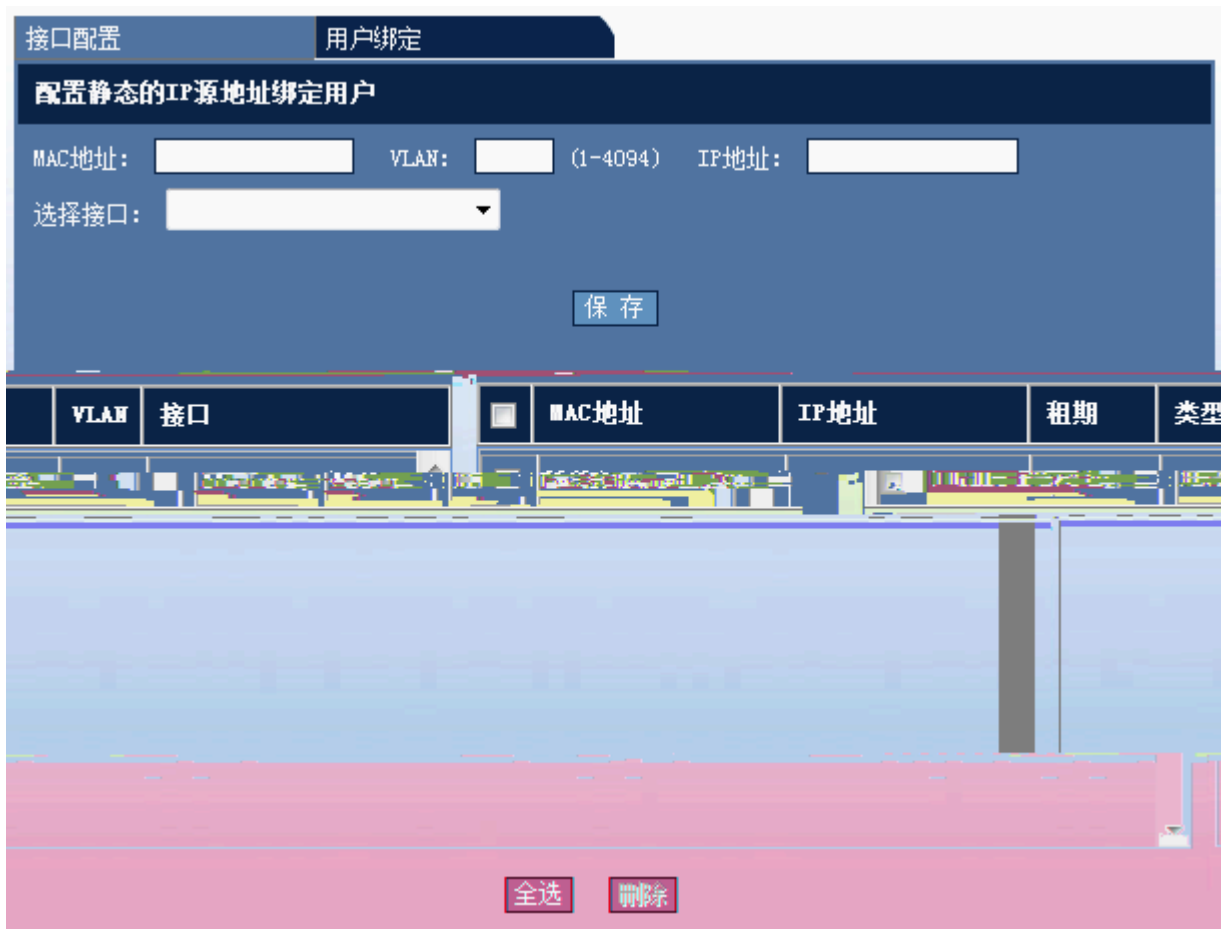 接口配置 用户绑定
配置静态的IP源地址绑定用户
MAC地址: VLAN: (1-4094) IP地址:
选择接口:
保 存
VLAN 接口 MAC地址 IP地址 租期 类型
全选 删除